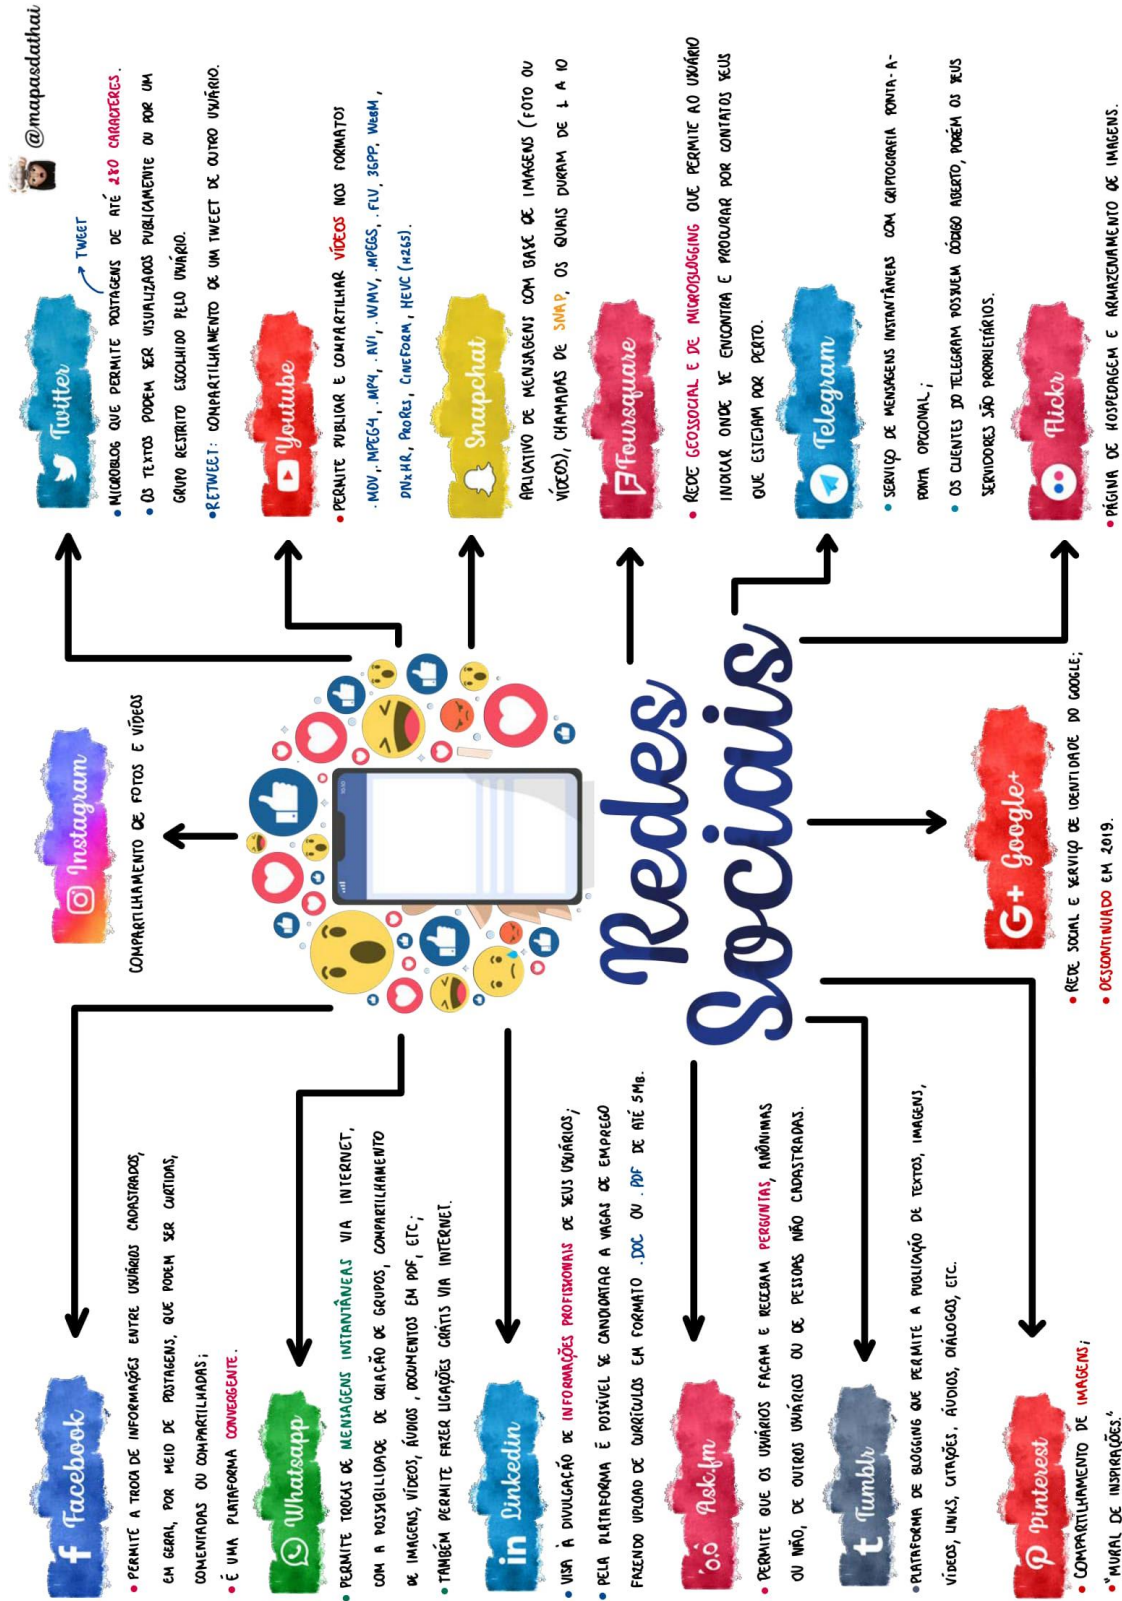 @mapasdathai
Facebook
• PERMITE A TROCA DE INFORMAÇÕES ENTRE USUÁRIOS CADASTRADOS,
EM GERAL, POR MEIO DE POSTAGENS, QUE PODEM SER CURTIDAS,
COMENTADAS OU COMPARTILHADAS;
• É UMA PLATAFORMA CONVERGENTE.
Whatsapp
• PERMITE TROCAS DE MENSAGENS INSTANTÂNEAS VIA INTERNET,
COM A POSSIBILIDADE DE CRIAÇÃO DE GRUPOS, COMPARTILHAMENTO
DE IMAGENS, VÍDEOS, ÁUDIOS, DOCUMENTOS EM PDF, ETC;
• TAMBÉM PERMITE FAZER LIGAÇÕES GRÁTIS VIA INTERNET.
in Linkedin
• VISA À DIVULGAÇÃO DE INFORMAÇÕES PROFISSIONAIS DE SEUS USUÁRIOS;
• PELA PLATAFORMA É POSSÍVEL SE CANDIDATAR A VAGAS DE EMPREGO
FAZENDO UPLOAD DE CURRÍCULOS EM FORMATO .DOC OU .PDF DE ATÉ 5MB.
Ask.fm
• PERMITE QUE OS USUÁRIOS FAÇAM E RECEBAM PERGUNTAS, ANÔNIMAS
OU NÃO, DE OUTROS USUÁRIOS OU DE PESSOAS NÃO CADASTRADAS.
t Tumblr
• PLATAFORMA DE BLOGGING QUE PERMITE A PUBLICAÇÃO DE TEXTOS, IMAGENS,
VÍDEOS, LINKS, CITAÇÕES, ÁUDIOS, DIÁLOGOS, ETC.
Pinterest
• COMPARTILHAMENTO DE IMAGENS;
• "MURAL DE INSPIRAÇÕES."
Instagram
COMPARTILHAMENTO DE FOTOS E VÍDEOS
Redes
Sociais
G+ Google+
• REDE SOCIAL E SERVIÇO DE IDENTIDADE DO GOOGLE;
• DESCONTINUADO EM 2019.
Twitter
TWEET
• MICROBLOG QUE PERMITE POSTAGENS DE ATÉ 280 CARACTERES.
• OS TEXTOS PODEM SER VISUALIZADOS PUBLICAMENTE OU POR UM
GRUPO RESTRITO ESCOLHIDO PELO USUÁRIO.
• RETWEET: COMPARTILHAMENTO DE UM TWEET DE OUTRO USUÁRIO.
Youtube
• PERMITE PUBLICAR E COMPARTILHAR VÍDEOS NOS FORMATOS
.MOV, .MPEG4, .MP4, .AVI, .WMV, .MPEGS, .FLV, 3GPP, WEBM,
DNxHR, PRORES, CINEFORM, HEVC (H265).
Snapchat
APLICATIVO DE MENSAGENS COM BASE DE IMAGENS (FOTO OU
VÍDEOS), CHAMADAS DE SNAP, OS QUAIS DURAM DE 1 A 10
Foursquare
• REDE GEOSSOCIAL E DE MICROBLOGGING QUE PERMITE AO USUÁRIO
INDICAR ONDE SE ENCONTRA E PROCURAR POR CONTATOS SEUS
QUE ESTEJAM POR PERTO.
Telegram
• SERVIÇO DE MENSAGENS INSTANTÂNEAS COM CRIPTOGRAFIA PONTA-A-
PONTA OPCIONAL;
• OS CLIENTES DO TELEGRAM POSSUEM CÓDIGO ABERTO, PORÉM OS SEUS
SERVIDORES SÃO PROPRIETÁRIOS.
Flickr
• PÁGINA DE HOSPEDAGEM E ARMAZENAMENTO DE IMAGENS.